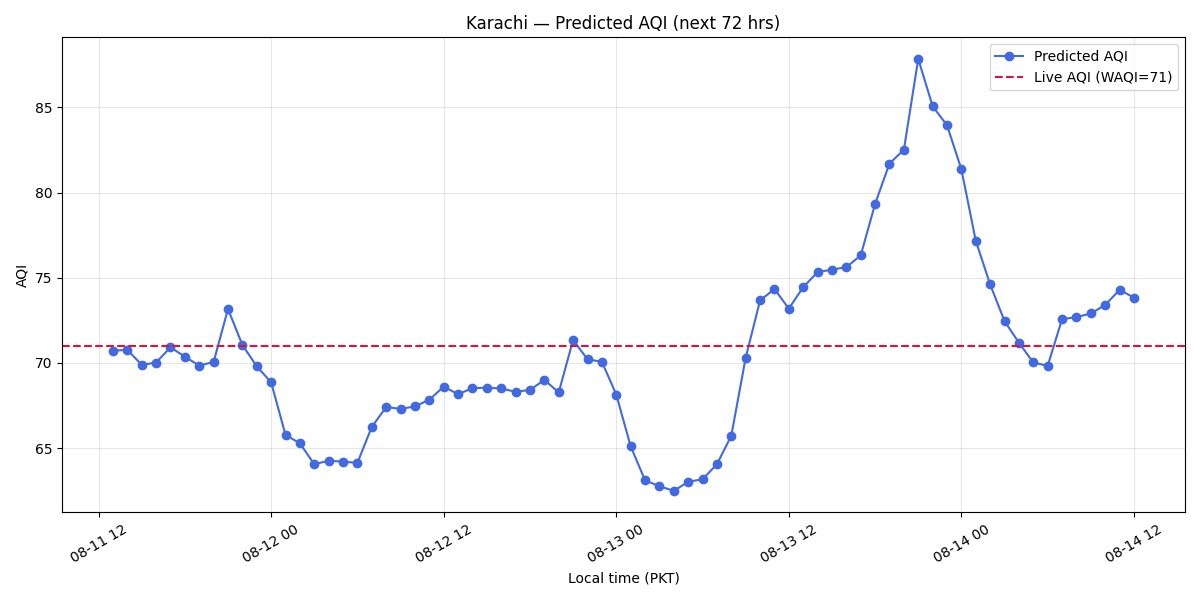 Karachi — Predicted AQI (next 72 hrs)
Predicted AQI
Live AQI (WAQI=71)
AQI
85
80
75
70
65
08-11 12
08-12 00
08-12 12
08-13 00
08-13 12
08-14 00
08-14 12
Local time (PKT)